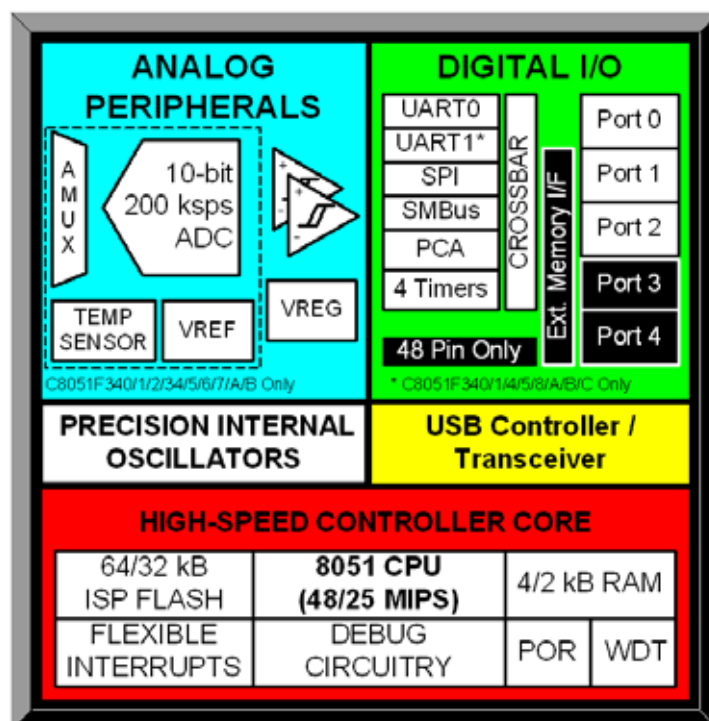 ANALOG
PERIPHERALS
A
M
U
X
10-bit
200 ksps
ADC
+
-
+
-
TEMP
SENSOR
VREF
VREG
C8051F340/1/2/34/5/6/7/A/B Only
DIGITAL I/O
UART0
UART1*
SPI
SMBus
PCA
4 Timers
CROSSBAR
Ext. Memory I/F
Port 0
Port 1
Port 2
Port 3
Port 4
48 Pin Only
* C8051F340/1/4/5/8/A/B/C Only
PRECISION INTERNAL
OSCILLATORS
USB Controller /
Transceiver
HIGH-SPEED CONTROLLER CORE
64/32 kB
ISP FLASH
8051 CPU
(48/25 MIPS)
4/2 kB RAM
FLEXIBLE
INTERRUPTS
DEBUG
CIRCUITRY
POR
WDT